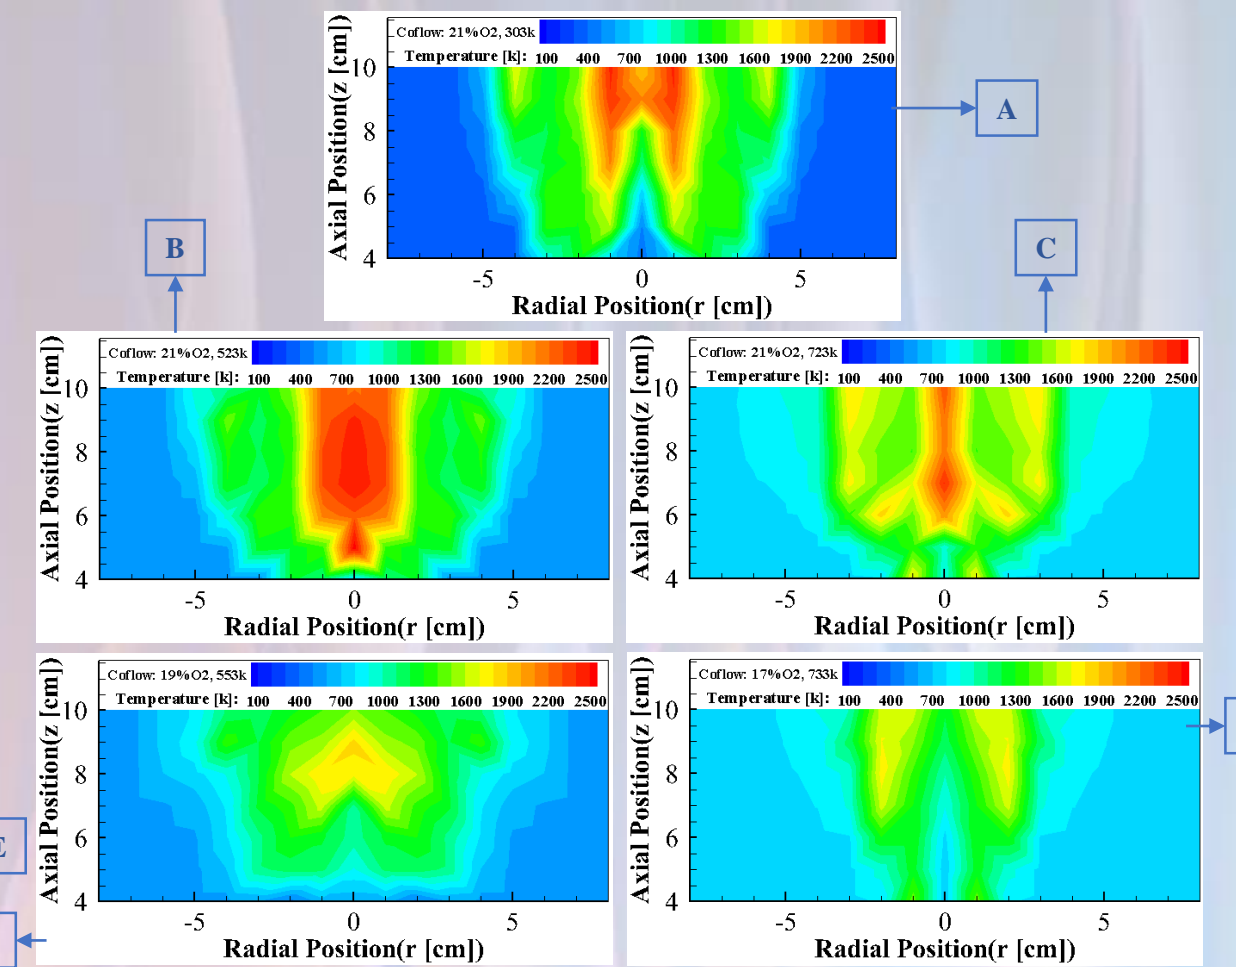 Coflow: 21%O2, 303k
Temperature [k]: 100 400 700 1000 1300 1600 1900 2200 2500
Axial Position(z [cm])
10
8
6
4
-5 0 5
Radial Position(r [cm])
A
B
C
Coflow: 21%O2, 523k
Temperature [k]: 100 400 700 1000 1300 1600 1900 2200 2500
Axial Position(z [cm])
10
8
6
4
-5 0 5
Radial Position(r [cm])
Coflow: 21%O2, 723k
Temperature [k]: 100 400 700 1000 1300 1600 1900 2200 2500
Axial Position(z [cm])
10
8
6
4
-5 0 5
Radial Position(r [cm])
Coflow: 19%O2, 553k
Temperature [k]: 100 400 700 1000 1300 1600 1900 2200 2500
Axial Position(z [cm])
10
8
6
4
-5 0 5
Radial Position(r [cm])
E
Coflow: 17%O2, 733k
Temperature [k]: 100 400 700 1000 1300 1600 1900 2200 2500
Axial Position(z [cm])
10
8
6
4
-5 0 5
Radial Position(r [cm])